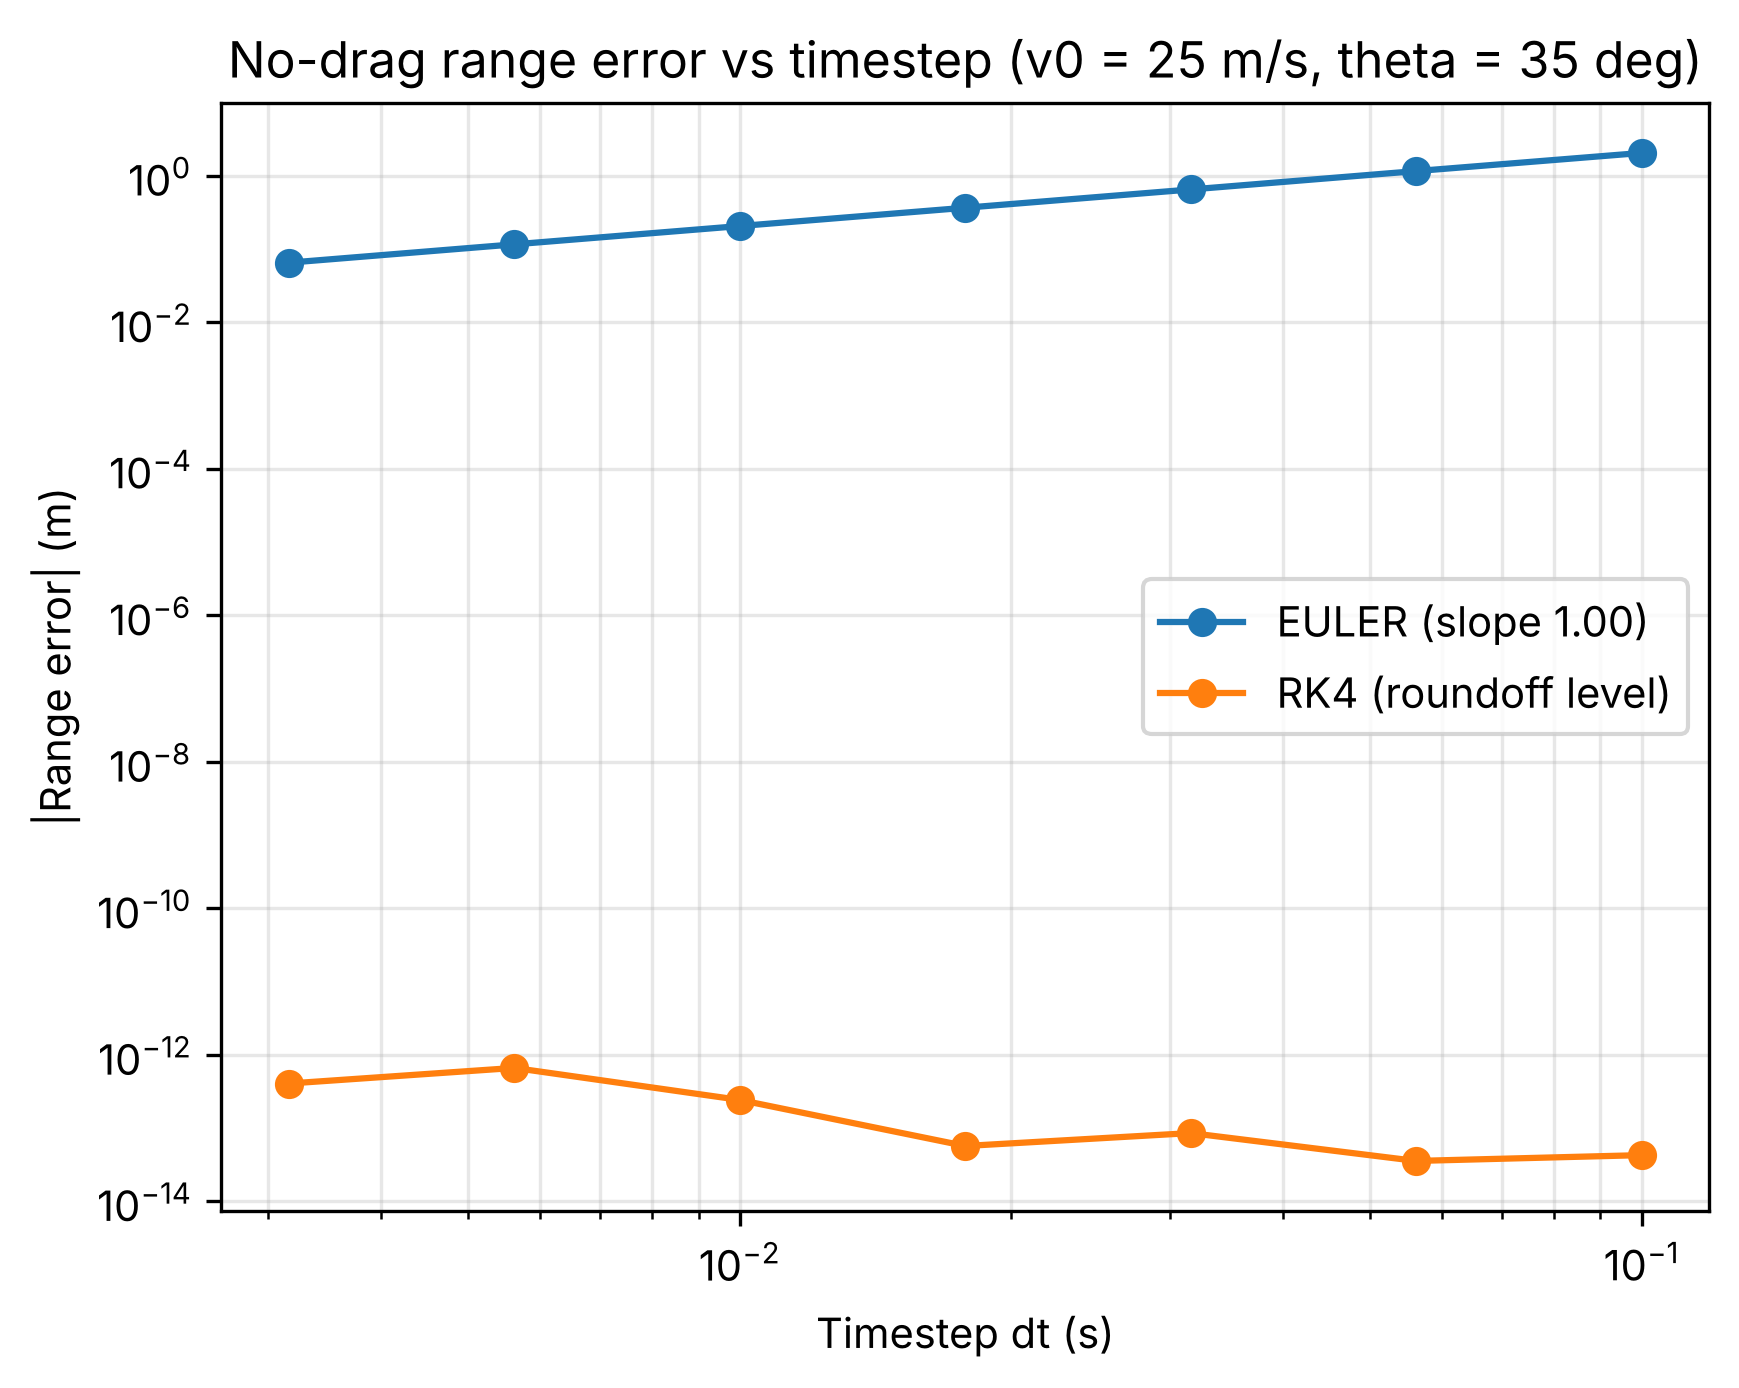 No-drag range error vs timestep (v0 = 25 m/s, theta = 35 deg)
|Range error| (m)
10⁰
10⁻²
10⁻⁴
10⁻⁶
10⁻⁸
10⁻¹⁰
10⁻¹²
10⁻¹⁴
EULER (slope 1.00)
RK4 (roundoff level)
10⁻² 10⁻¹
Timestep dt (s)